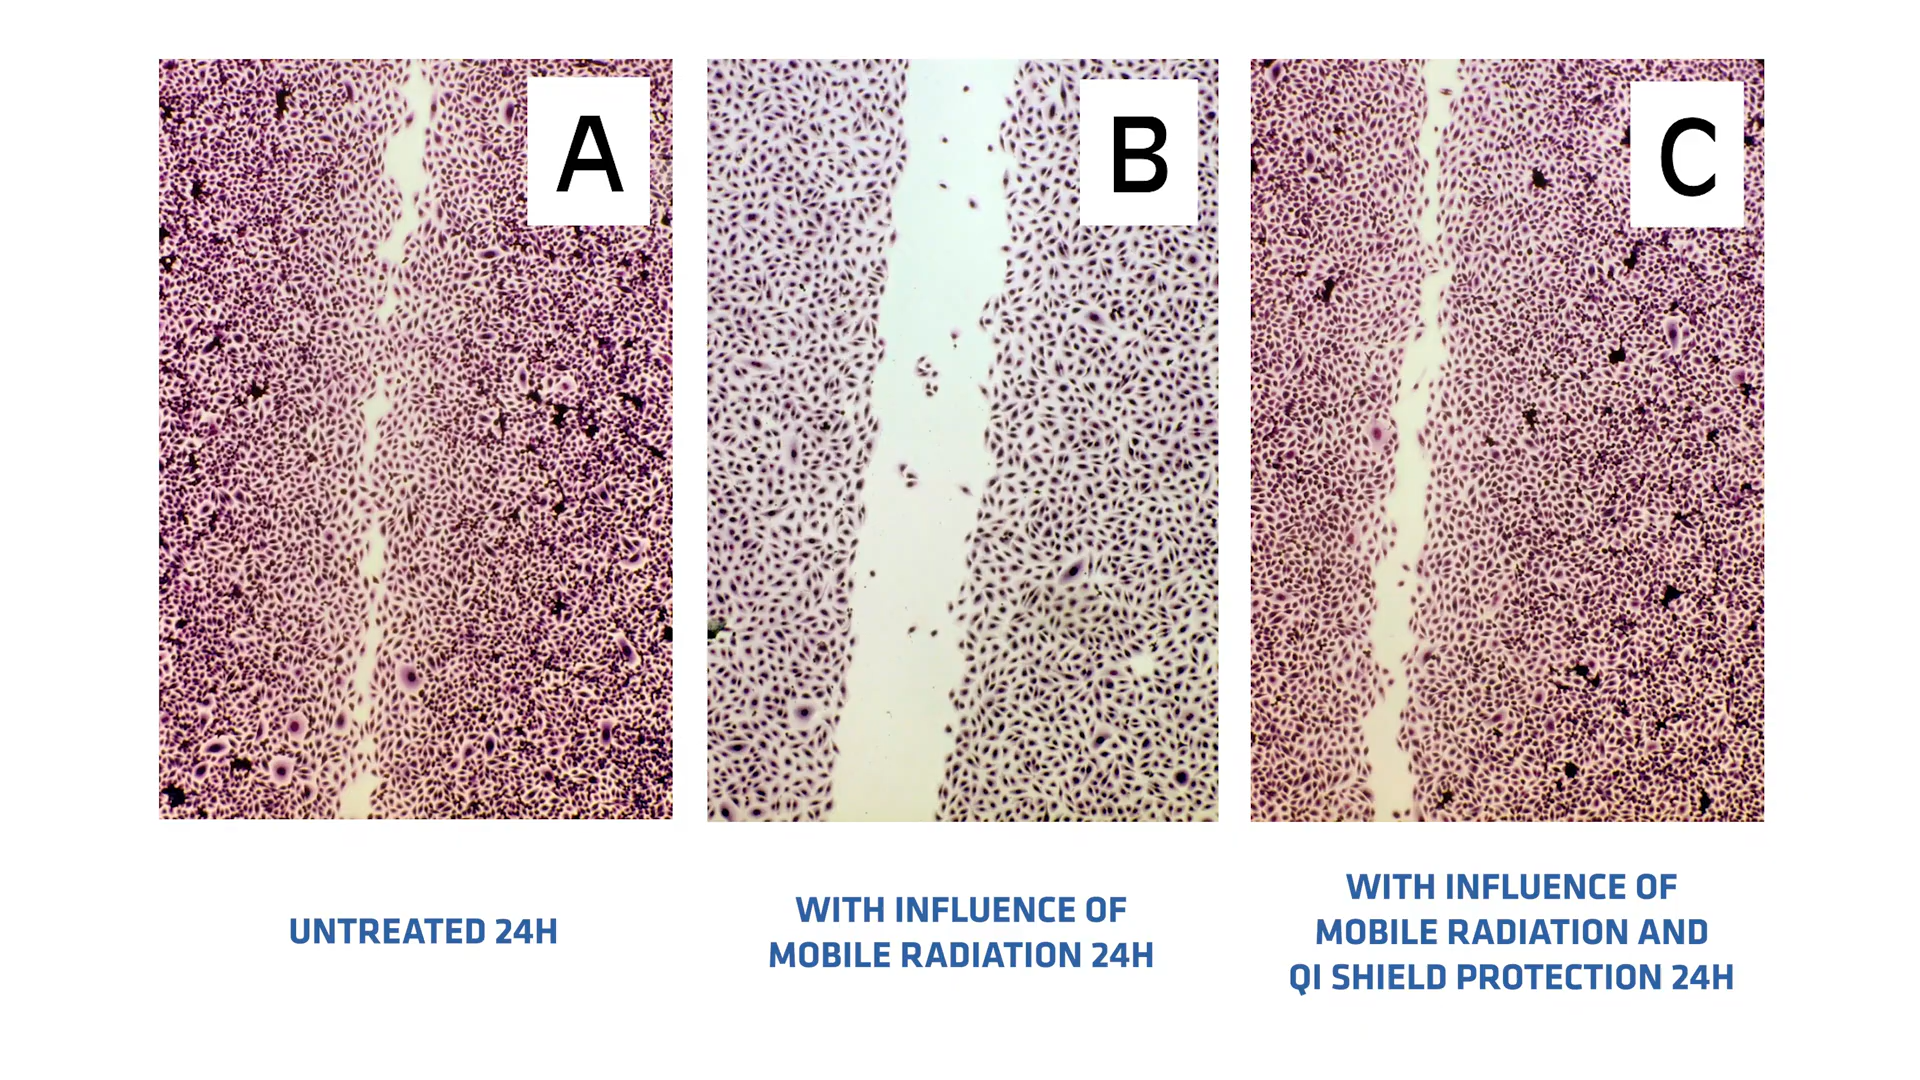 A
B
C
UNTREATED 24H
WITH INFLUENCE OF
MOBILE RADIATION 24H
WITH INFLUENCE OF
MOBILE RADIATION AND
QI SHIELD PROTECTION 24H